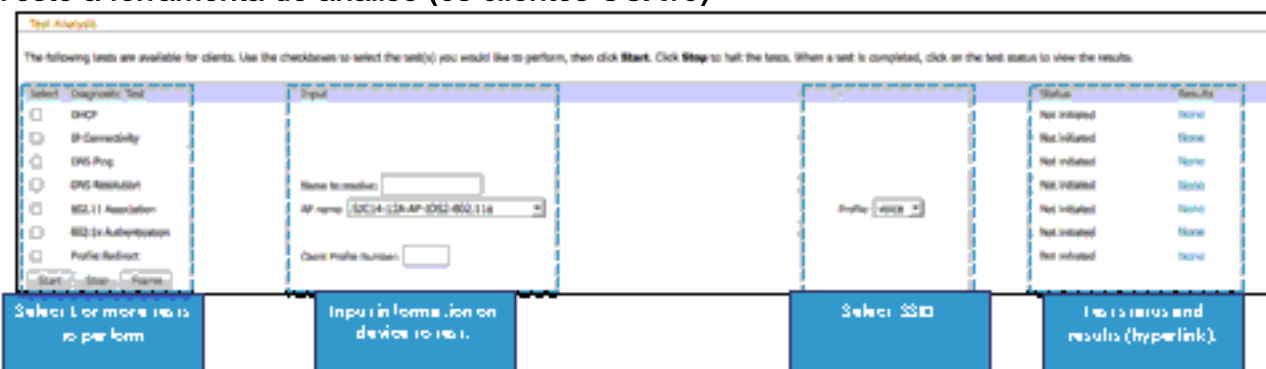 Test Analysis
The following tests are available for clients. Use the checkboxes to select the test(s) you would like to perform, then click Start. Click Stop to halt the tests. When a test is completed, click on the test status to view the results.
Select Diagnostic Test Input Status Results
DHCP Not initiated None
IP Connectivity Not initiated None
DNS Ping Not initiated None
DNS Resolution Name to resolve: Not initiated None
802.11 Association AP name: Profile: voice Not initiated None
802.1x Authentication Not initiated None
Profile Redirect Client Profile Number: Not initiated None
Start Stop Frame
Select 1 or more tests to perform
Input information on device to test.
Select SSID
Test status and results (hyperlink).